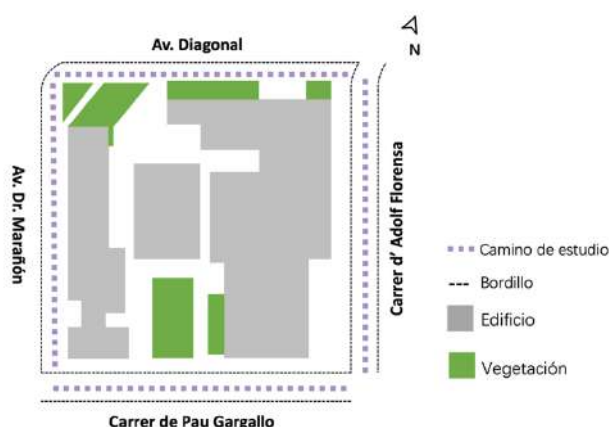 Av. Diagonal
N
Av. Dr. Marañón
Carrer d' Adolf Florensa
Camino de estudio
Bordillo
Edificio
Vegetación
Carrer de Pau Gargallo